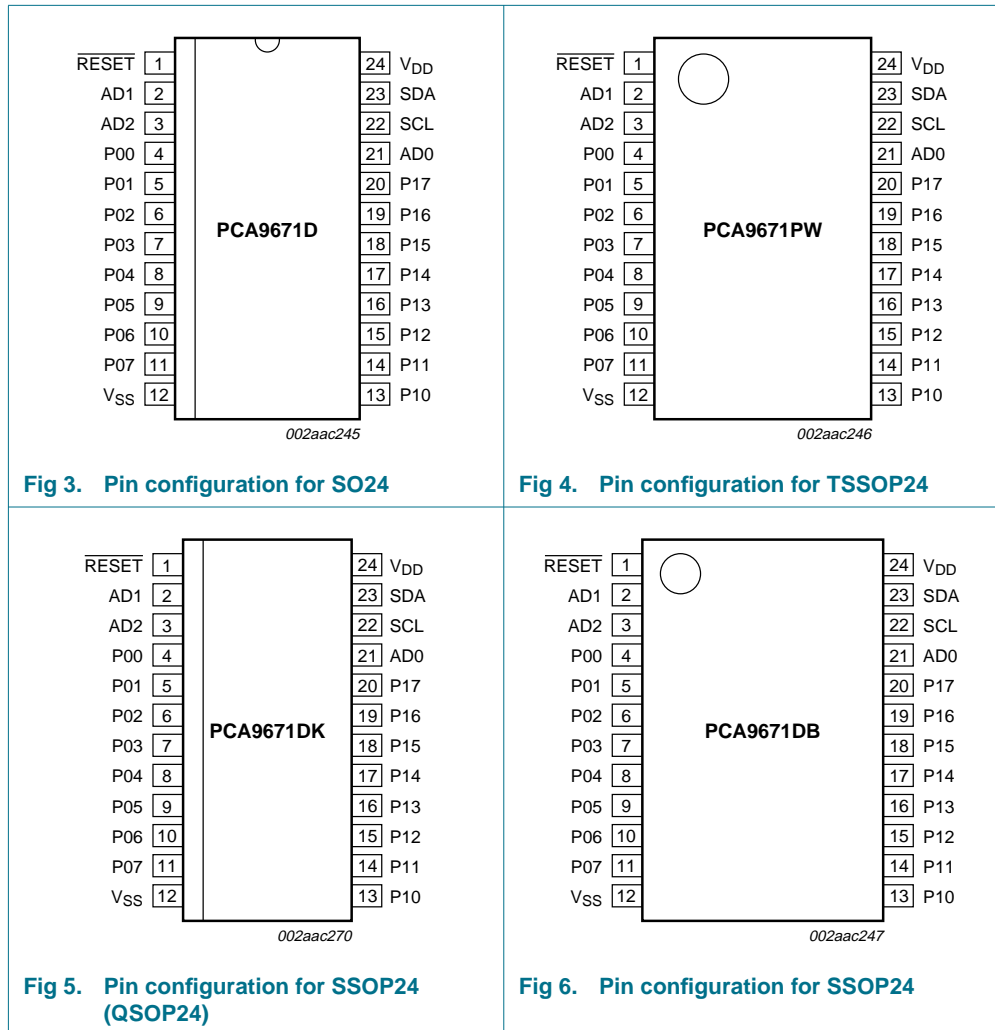 RESET 1 24 VDD
AD1 2 23 SDA
AD2 3 22 SCL
P00 4 21 AD0
P01 5 20 P17
P02 6 19 P16
PCA9671D
P03 7 18 P15
P04 8 17 P14
P05 9 16 P13
P06 10 15 P12
P07 11 14 P11
VSS 12 13 P10
002aac245
Fig 3. Pin configuration for SO24
RESET 1 24 VDD
AD1 2 23 SDA
AD2 3 22 SCL
P00 4 21 AD0
P01 5 20 P17
P02 6 19 P16
PCA9671PW
P03 7 18 P15
P04 8 17 P14
P05 9 16 P13
P06 10 15 P12
P07 11 14 P11
VSS 12 13 P10
002aac246
Fig 4. Pin configuration for TSSOP24
RESET 1 24 VDD
AD1 2 23 SDA
AD2 3 22 SCL
P00 4 21 AD0
P01 5 20 P17
P02 6 19 P16
PCA9671DK
P03 7 18 P15
P04 8 17 P14
P05 9 16 P13
P06 10 15 P12
P07 11 14 P11
VSS 12 13 P10
002aac270
Fig 5. Pin configuration for SSOP24
(QSOP24)
RESET 1 24 VDD
AD1 2 23 SDA
AD2 3 22 SCL
P00 4 21 AD0
P01 5 20 P17
P02 6 19 P16
PCA9671DB
P03 7 18 P15
P04 8 17 P14
P05 9 16 P13
P06 10 15 P12
P07 11 14 P11
VSS 12 13 P10
002aac247
Fig 6. Pin configuration for SSOP24